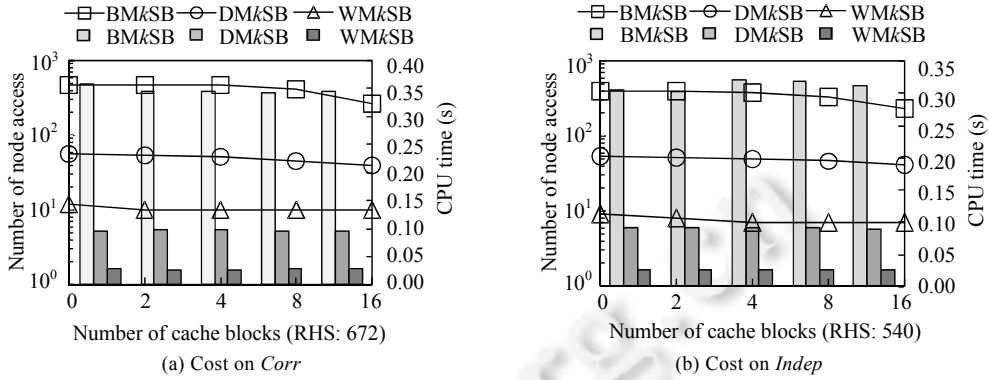 BMkSB DMkSB WMkSB
BMkSB DMkSB WMkSB
Number of node access
10³
10²
10¹
10⁰
0.40
0.35
0.30
0.25
0.20
0.15
0.10
0.05
0.00
CPU time (s)
0 2 4 8 16
Number of cache blocks (RHS: 672)
(a) Cost on Corr
BMkSB DMkSB WMkSB
BMkSB DMkSB WMkSB
Number of node access
10³
10²
10¹
10⁰
0.35
0.30
0.25
0.20
0.15
0.10
0.05
0.00
CPU time (s)
0 2 4 8 16
Number of cache blocks (RHS: 540)
(b) Cost on Indep